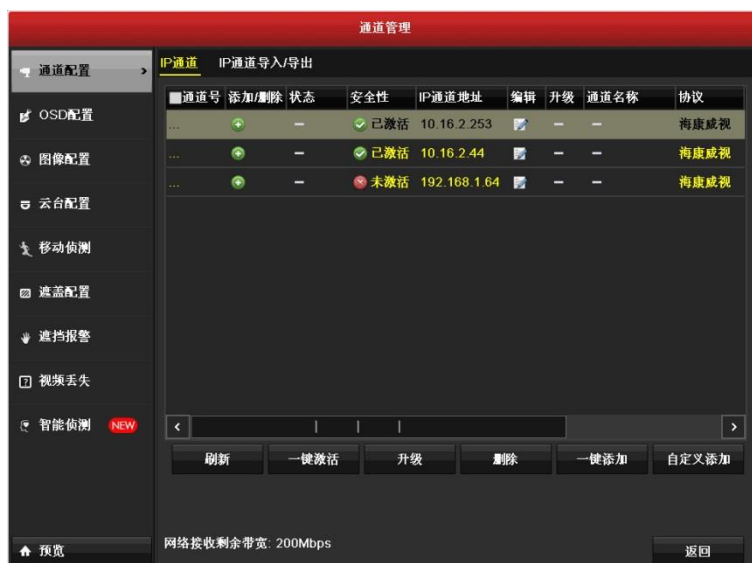 通道管理
通道配置
OSD配置
图像配置
云台配置
移动侦测
遮盖配置
遮挡报警
视频丢失
智能侦测 NEW
预览
IP通道 IP通道导入/导出
通道号 添加/删除 状态 安全性 IP通道地址 编辑 升级 通道名称 协议
... – 已激活 10.16.2.253 – – 海康威视
... – 已激活 10.16.2.44 – – 海康威视
... – 未激活 192.168.1.64 – – 海康威视
刷新 一键激活 升级 删除 一键添加 自定义添加
网络接收剩余带宽: 200Mbps
返回